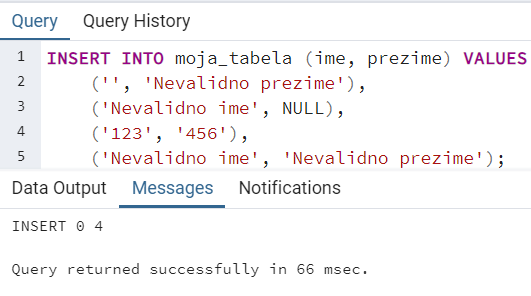 Query Query History
1 INSERT INTO moja_tabela (ime, prezime) VALUES
2 ('', 'Nevalidno prezime'),
3 ('Nevalidno ime', NULL),
4 ('123', '456'),
5 ('Nevalidno ime', 'Nevalidno prezime');
Data Output Messages Notifications
INSERT 0 4
Query returned successfully in 66 msec.